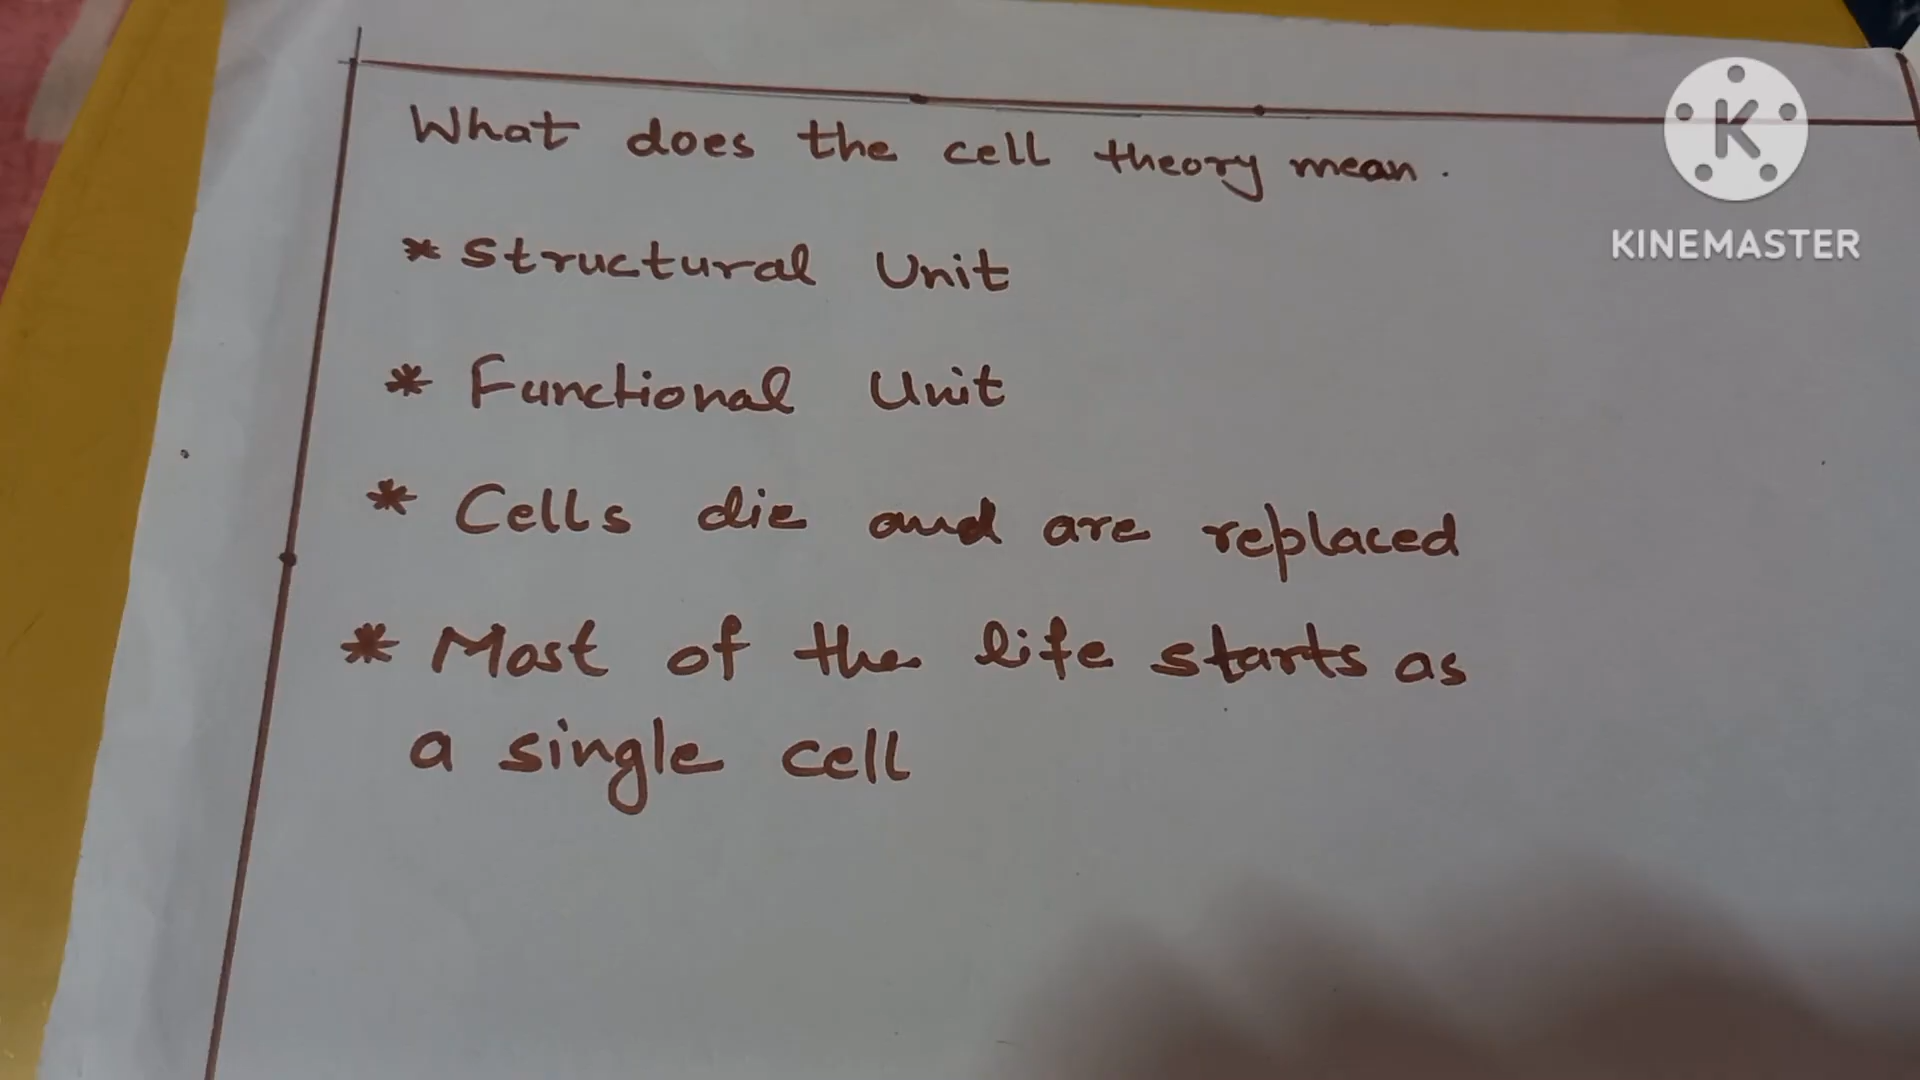 What does the cell theory mean.
* Structural Unit
* Functional Unit
* Cells die and are replaced
* Most of the life starts as
a single cell
K
KINEMASTER